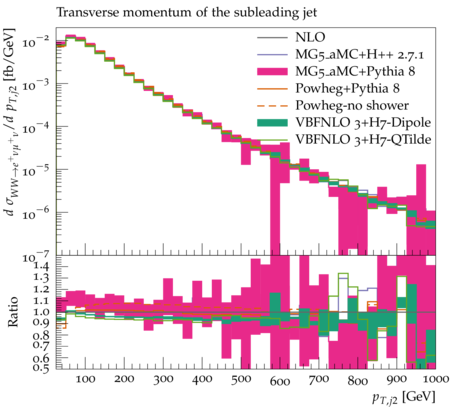 Transverse momentum of the subleading jet
d σ_{WW→e⁺νμ⁺ν}/d p_{T,j2} [fb/GeV]
NLO
MG5_aMC+H++ 2.7.1
MG5_aMC+Pythia 8
Powheg+Pythia 8
Powheg-no shower
VBFNLO 3+H7-Dipole
VBFNLO 3+H7-QTilde
10⁻²
10⁻³
10⁻⁴
10⁻⁵
10⁻⁶
10⁻⁷
Ratio
1.4
1.3
1.2
1.1
1.0
0.9
0.8
0.7
0.6
0.5
100 200 300 400 500 600 700 800 900 1000
p_{T,j2}
[GeV]